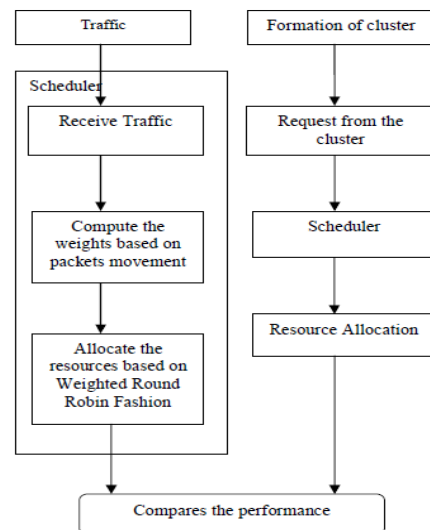 Traffic
Scheduler
Receive Traffic
Compute the
weights based on
packets movement
Allocate the
resources based on
Weighted Round
Robin Fashion
Formation of cluster
Request from the
cluster
Scheduler
Resource Allocation
Compares the performance